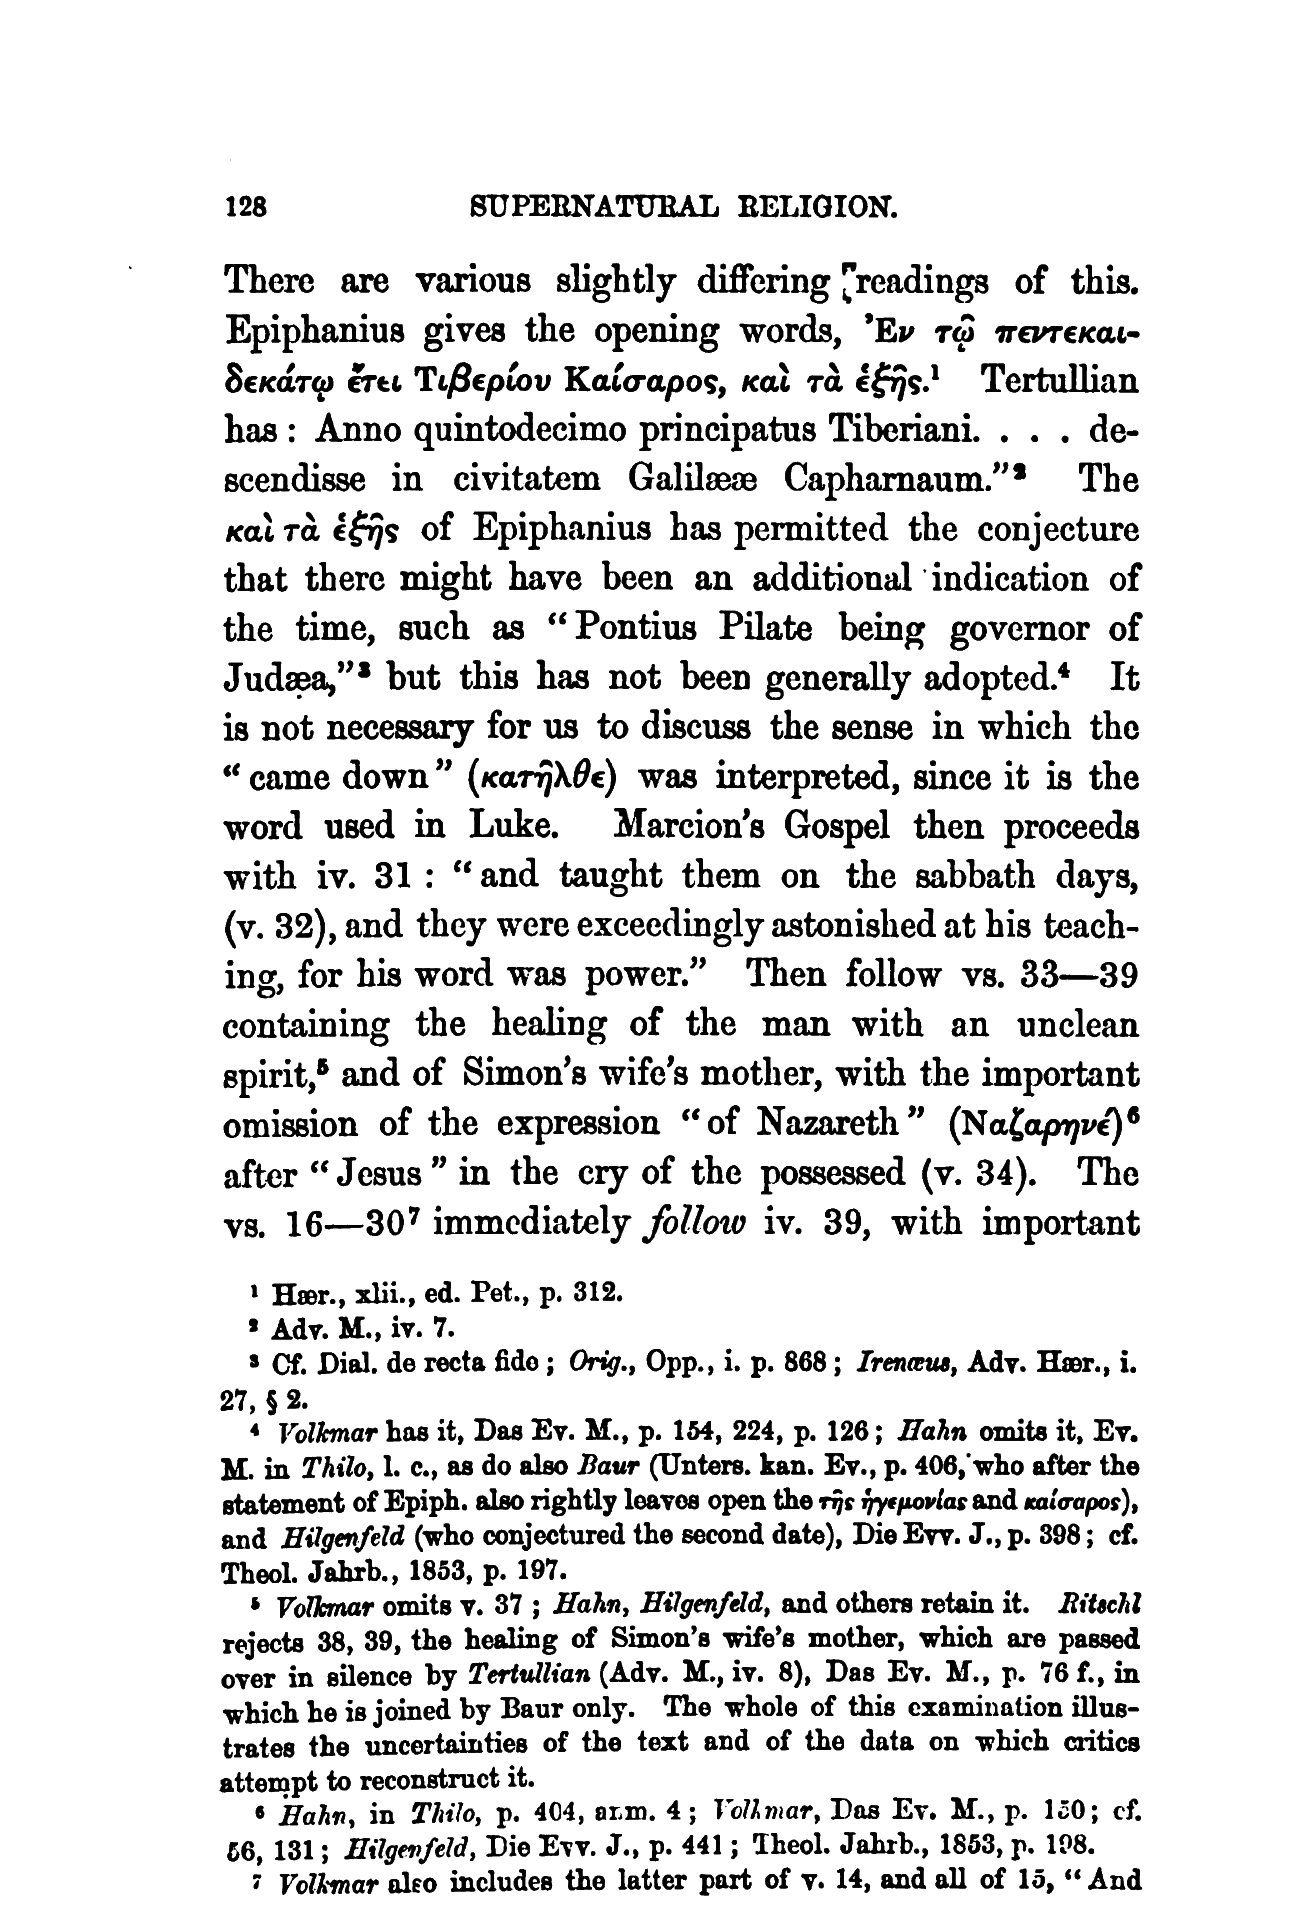 128 SUPERNATURAL RELIGION.
There are various slightly differing readings of this.
Epiphanius gives the opening words, Ἐν τῷ πεντεκαι-
δεκάτῳ ἔτει Τιβερίου Καίσαρος, καὶ τὰ ἑξῆς.¹ Tertullian
has : Anno quintodecimo principatus Tiberiani. . . . de-
scendisse in civitatem Galilææ Capharnaum.”² The
καὶ τὰ ἑξῆς of Epiphanius has permitted the conjecture
that there might have been an additional indication of
the time, such as “Pontius Pilate being governor of
Judæa,”³ but this has not been generally adopted.⁴ It
is not necessary for us to discuss the sense in which the
“came down” (κατῆλθε) was interpreted, since it is the
word used in Luke. Marcion’s Gospel then proceeds
with iv. 31 : “and taught them on the sabbath days,
(v. 32), and they were exceedingly astonished at his teach-
ing, for his word was power.” Then follow vs. 33—39
containing the healing of the man with an unclean
spirit,⁵ and of Simon’s wife’s mother, with the important
omission of the expression “of Nazareth” (Ναζαρηνέ)⁶
after “Jesus” in the cry of the possessed (v. 34). The
vs. 16—30⁷ immediately follow iv. 39, with important
¹ Hær., xlii., ed. Pet., p. 312.
² Adv. M., iv. 7.
³ Cf. Dial. de recta fide ; Orig., Opp., i. p. 868 ; Irenæus, Adv. Hær., i.
27, § 2.
⁴ Volkmar has it, Das Ev. M., p. 154, 224, p. 126 ; Hahn omits it, Ev.
M. in Thilo, l. c., as do also Baur (Unters. kan. Ev., p. 406, who after the
statement of Epiph. also rightly leaves open the τῆς ἡγεμονίας and καίσαρος),
and Hilgenfeld (who conjectured the second date), Die Evv. J., p. 398 ; cf.
Theol. Jahrb., 1853, p. 197.
⁵ Volkmar omits v. 37 ; Hahn, Hilgenfeld, and others retain it. Ritschl
rejects 38, 39, the healing of Simon’s wife’s mother, which are passed
over in silence by Tertullian (Adv. M., iv. 8), Das Ev. M., p. 76 f., in
which he is joined by Baur only. The whole of this examination illus-
trates the uncertainties of the text and of the data on which critics
attempt to reconstruct it.
⁶ Hahn, in Thilo, p. 404, anm. 4 ; Volkmar, Das Ev. M., p. 150 ; cf.
56, 131 ; Hilgenfeld, Die Evv. J., p. 441 ; Theol. Jahrb., 1853, p. 198.
⁷ Volkmar also includes the latter part of v. 14, and all of 15, “And